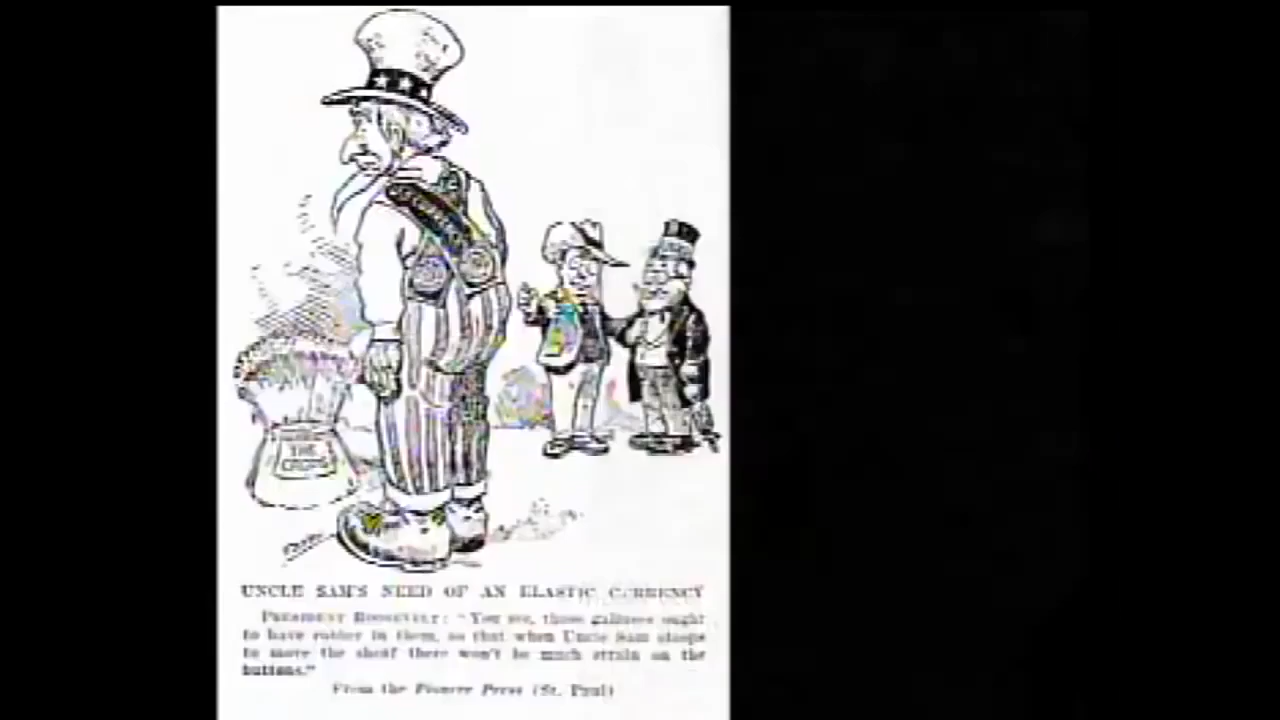 THE
CROPS
UNCLE SAM'S NEED OF AN ELASTIC CURRENCY
PRESIDENT ROOSEVELT: "You see, those galluses ought
to have rubber in them, so that when Uncle Sam stoops
to move the sheaf there won't be much strain on the
buttons."
From the Pioneer Press (St. Paul)